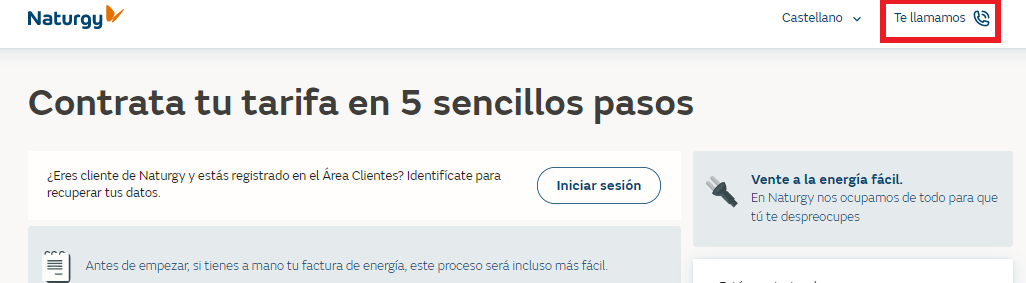 Naturgy
Castellano
Te llamamos
Contrata tu tarifa en 5 sencillos pasos
¿Eres cliente de Naturgy y estás registrado en el Área Clientes? Identifícate para
recuperar tus datos.
Iniciar sesión
Vente a la energía fácil.
En Naturgy nos ocupamos de todo para que
tú te despreocupes
Antes de empezar, si tienes a mano tu factura de energía, este proceso será incluso más fácil.